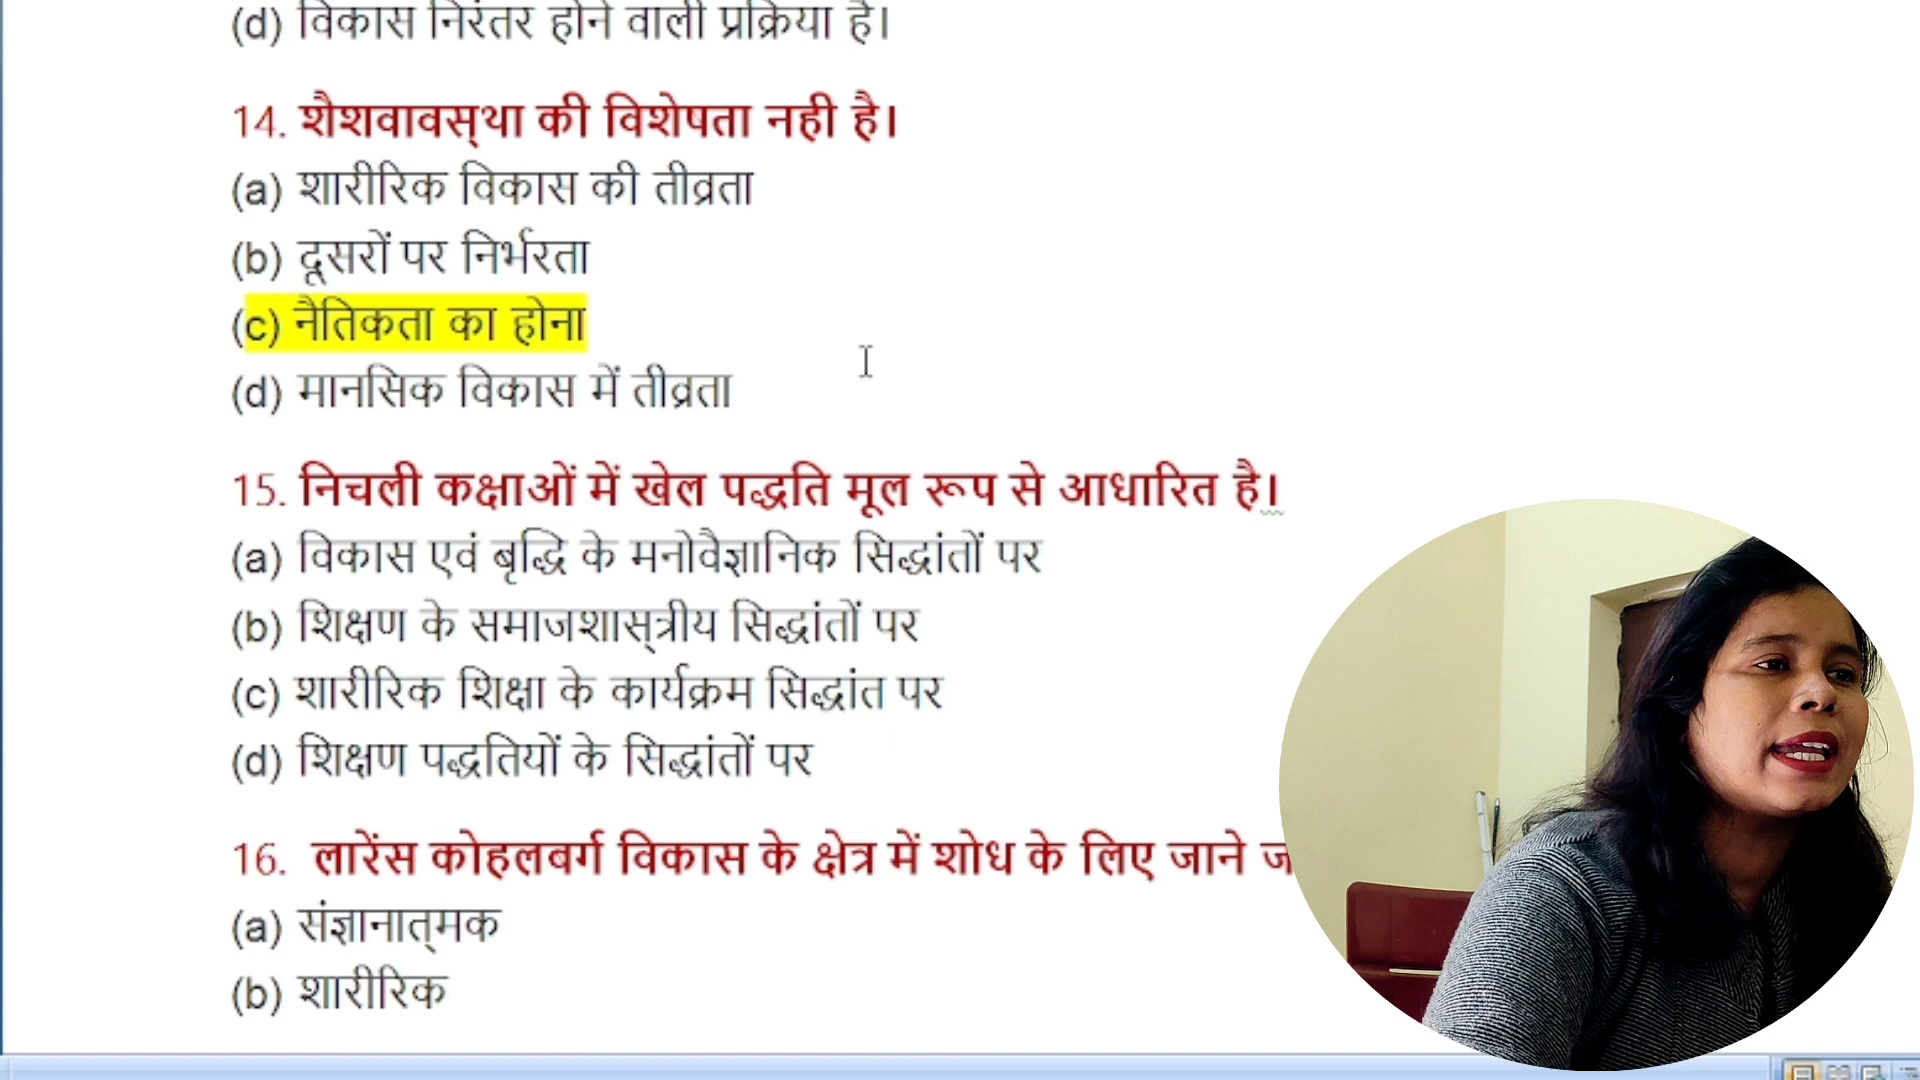 (d) विकास निरंतर होने वाली प्रक्रिया है।
14. शैशवावस्‌था की विशेषता नही है।
(a) शारीरिक विकास की तीव्रता
(b) दूसरों पर निर्भरता
(c) नैतिकता का होना
(d) मानसिक विकास में तीव्रता
15. निचली कक्षाओं में खेल पद्धति मूल रूप से आधारित है।
(a) विकास एवं बृद्धि के मनोवैज्ञानिक सिद्धांतों पर
(b) शिक्षण के समाजशास्‌त्रीय सिद्धांतों पर
(c) शारीरिक शिक्षा के कार्यक्रम सिद्धांत पर
(d) शिक्षण पद्धतियों के सिद्धांतों पर
16. लारेंस कोहलबर्ग विकास के क्षेत्र में शोध के लिए जाने
(a) संज्ञानात्‌मक
(b) शारीरिक